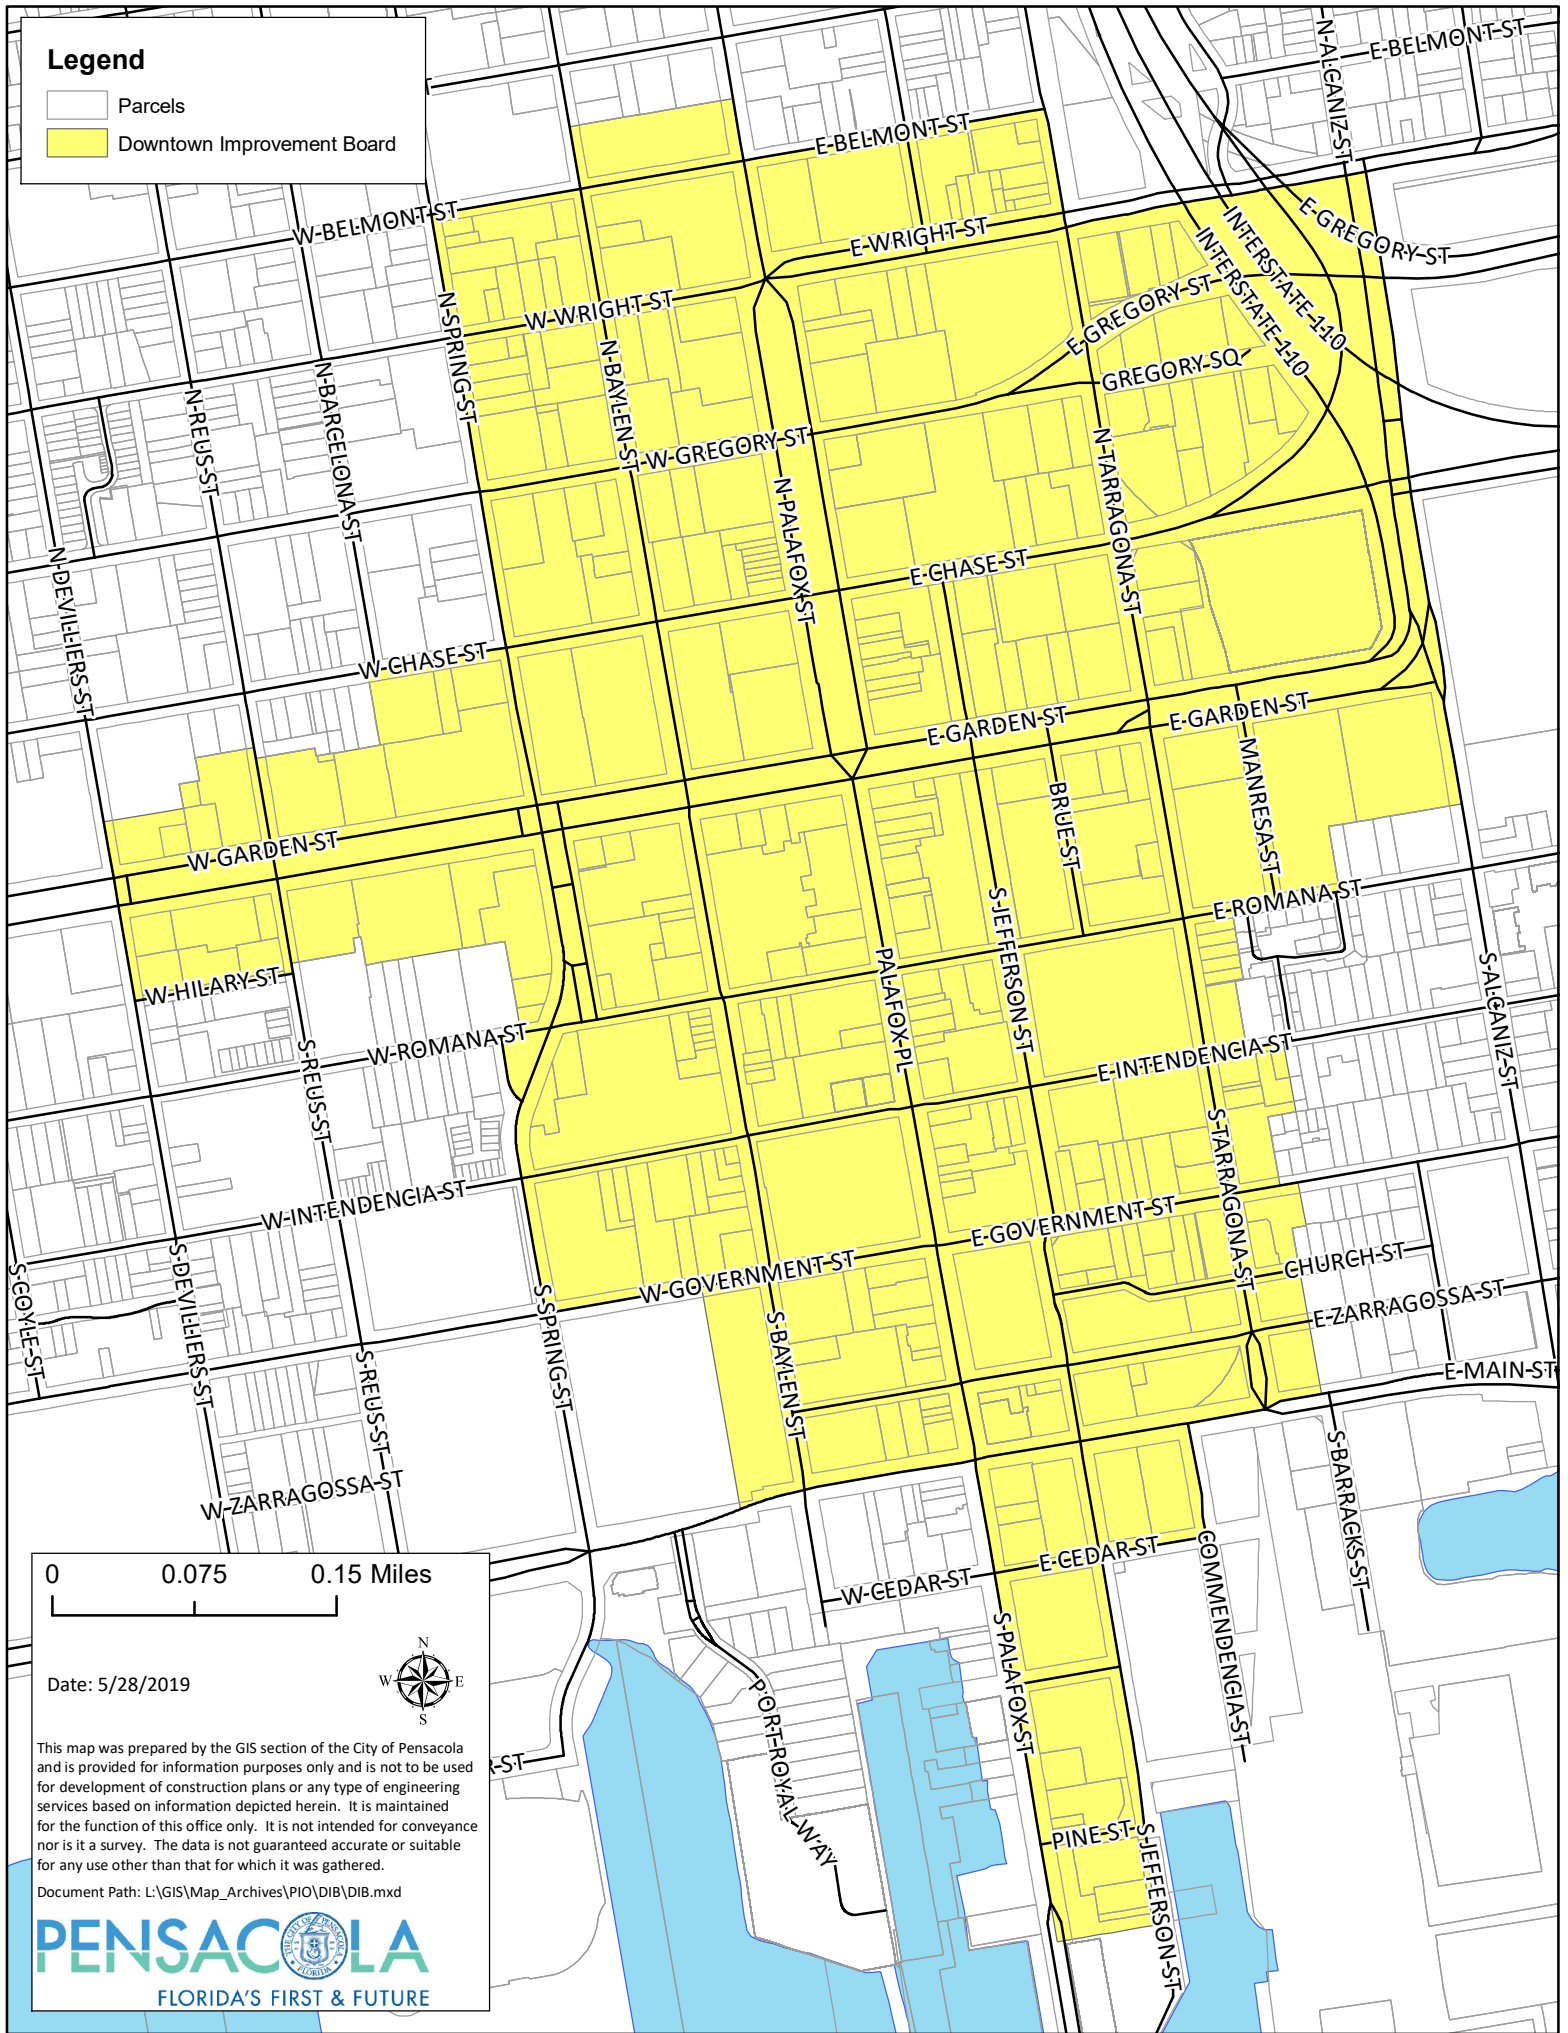 Legend
Parcels
Downtown Improvement Board
N ALCANIZ ST
E BELMONT ST
E BELMONT ST
W BELMONT ST
E GREGORY ST
INTERSTATE 110
INTERSTATE 110
E WRIGHT ST
W WRIGHT ST
E GREGORY ST
GREGORY SQ
N SPRING ST
N BAYLEN ST
N BARCELONA ST
N REUS ST
W GREGORY ST
N TARRAGONA ST
N PALAFOX ST
N DEVILLIERS ST
E CHASE ST
W CHASE ST
E GARDEN ST
E GARDEN ST
MANRESA ST
BRUE ST
W GARDEN ST
E ROMANA ST
S JEFFERSON ST
PALAFOX PL
S ALCANIZ ST
W HILARY ST
W ROMANA ST
S REUS ST
E INTENDENCIA ST
S TARRAGONA ST
W INTENDENCIA ST
E GOVERNMENT ST
W GOVERNMENT ST
CHURCH ST
E ZARRAGOSSA ST
S COYLE ST
S DEVILLIERS ST
S REUS ST
S SPRING ST
S BAYLEN ST
E MAIN ST
W ZARRAGOSSA ST
S BARRACKS ST
E CEDAR ST
W CEDAR ST
COMMENDENCIA ST
S PALAFOX ST
PORT ROYAL WAY
R ST
PINE ST
S JEFFERSON ST
0 0.075 0.15 Miles
N
W E
S
Date: 5/28/2019
This map was prepared by the GIS section of the City of Pensacola
and is provided for information purposes only and is not to be used
for development of construction plans or any type of engineering
services based on information depicted herein. It is maintained
for the function of this office only. It is not intended for conveyance
nor is it a survey. The data is not guaranteed accurate or suitable
for any use other than that for which it was gathered.
Document Path: L:\GIS\Map_Archives\PIO\DIB\DIB.mxd
PENSACOLA
THE CITY OF PENSACOLA
FLORIDA
FLORIDA'S FIRST & FUTURE